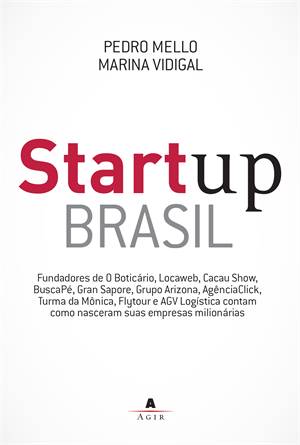 PEDRO MELLO
MARINA VIDIGAL
Startup
BRASIL
Fundadores de O Boticário, Locaweb, Cacau Show,
BuscaPé, Gran Sapore, Grupo Arizona, AgênciaClick,
Turma da Mônica, Flytour e AGV Logística contam
como nasceram suas empresas milionárias
A
AGIR